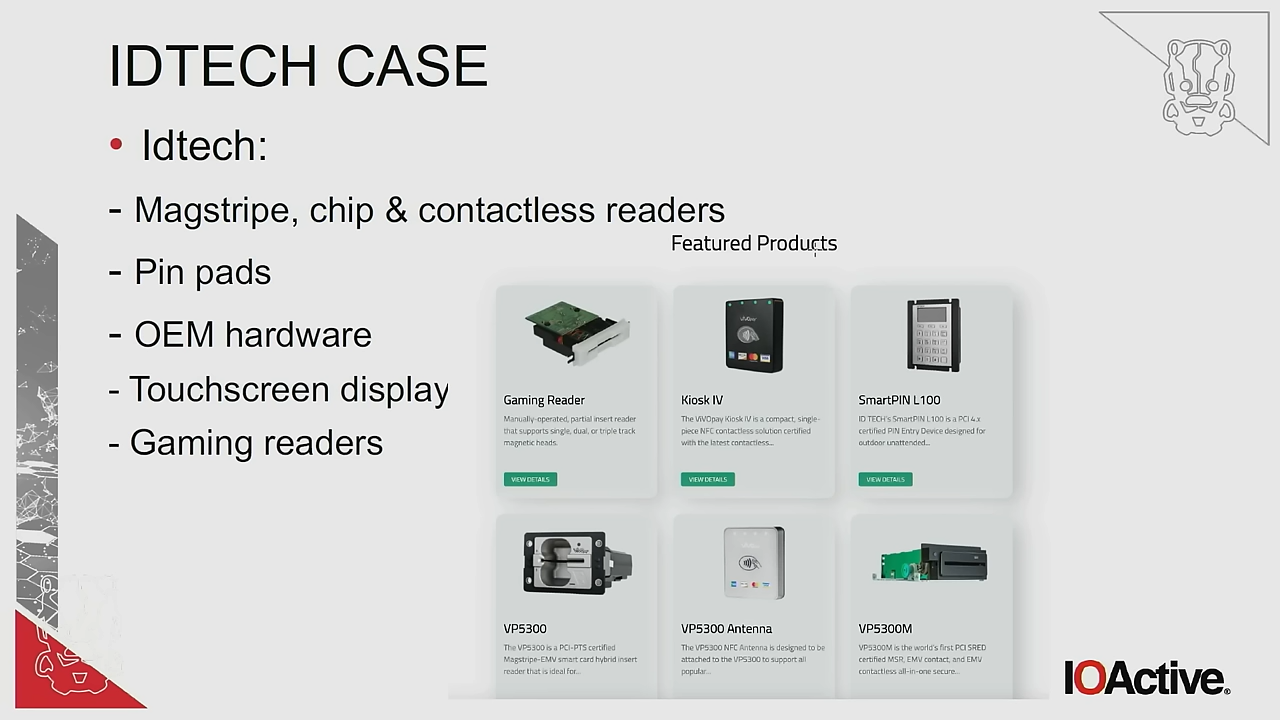 IDTECH CASE
• Idtech:
- Magstripe, chip & contactless readers
- Pin pads
- OEM hardware
- Touchscreen display
- Gaming readers
Featured Products
Gaming Reader
Manually-operated, partial insert reader
that supports single, dual, or triple track
magnetic heads.
VIEW DETAILS
Kiosk IV
The ViVOpay Kiosk IV is a compact, single-
piece NFC contactless solution certified
with the latest contactless...
VIEW DETAILS
SmartPIN L100
ID TECH's SmartPIN L100 is a PCI 4.x
certified PIN Entry Device designed for
outdoor unattended...
VIEW DETAILS
VP5300
The VP5300 is a PCI-PTS certified
Magstripe-EMV smart card hybrid insert
reader that is ideal for...
VP5300 Antenna
The VP5300 NFC Antenna is designed to be
attached to the VP5300 to support all
popular...
VP5300M
VP5300M is the world's first PCI SRED
certified MSR, EMV contact, and EMV
contactless all-in-one secure...
IOActive®